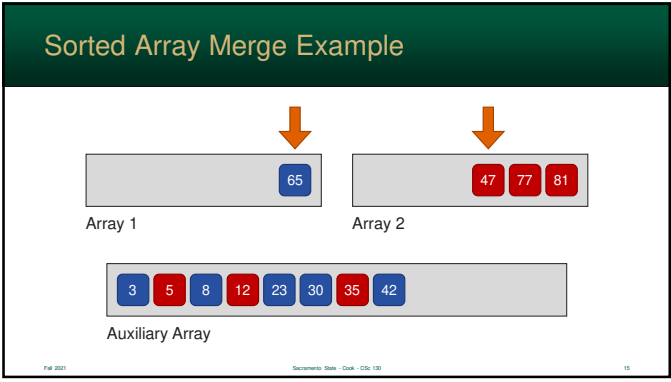 Sorted Array Merge Example
65
47 77 81
Array 1
Array 2
3 5 8 12 23 30 35 42
Auxiliary Array
Fall 2021
Sacramento State - Cook - CSc 130
15